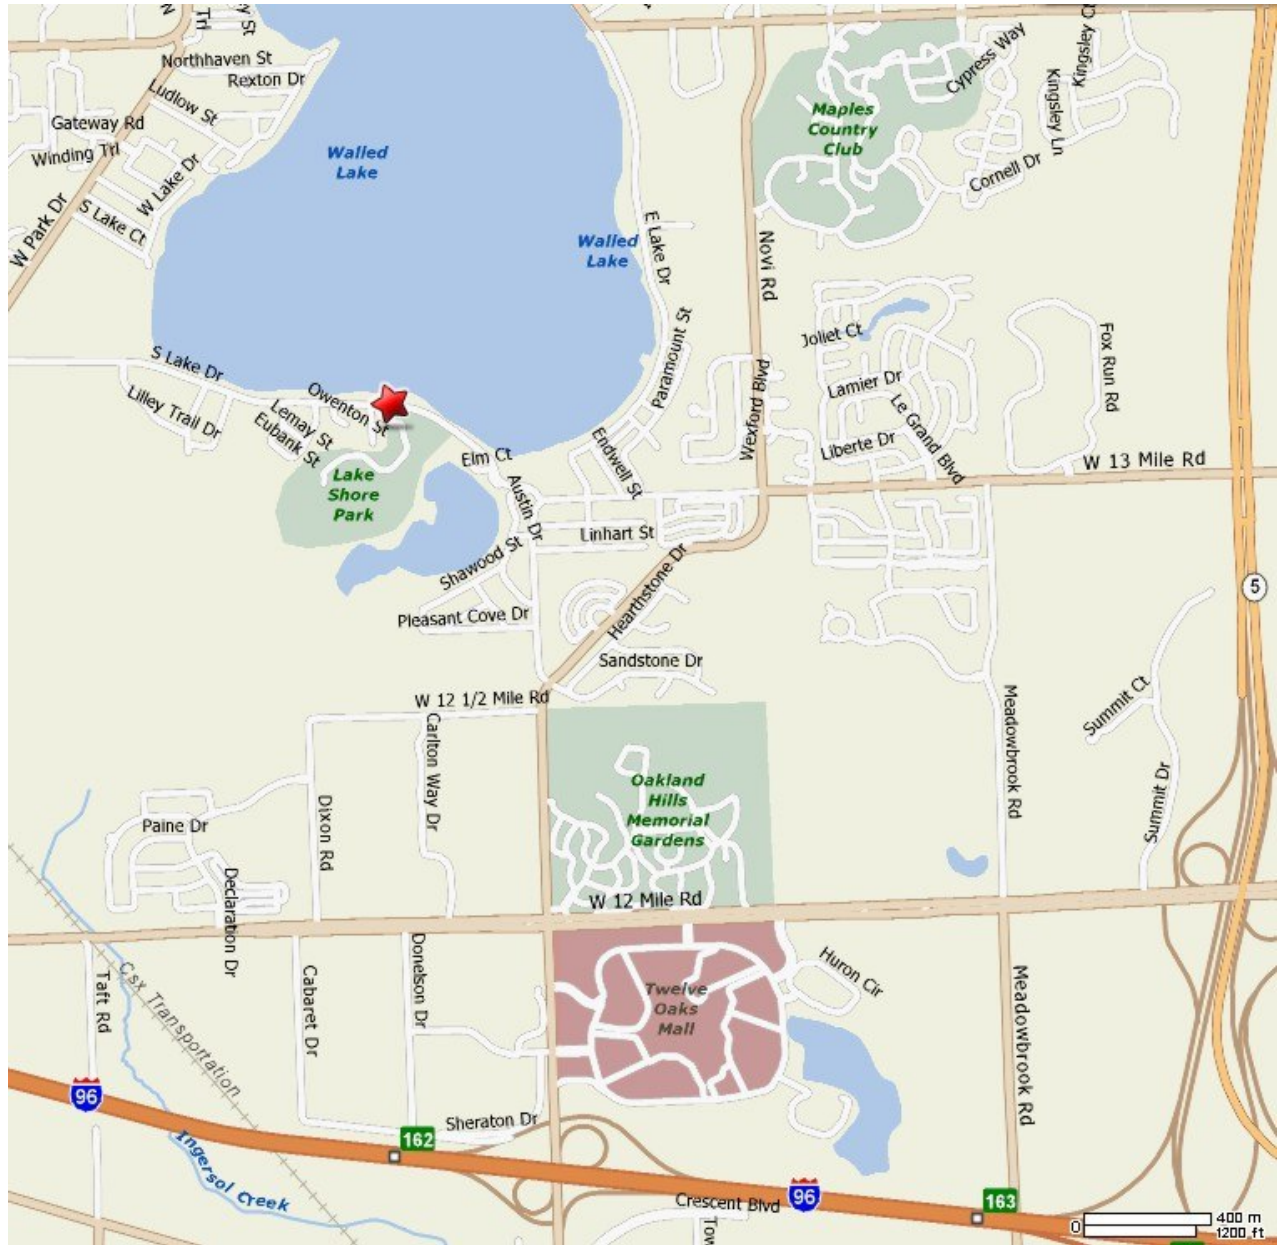 N
Trl
ey St
Northhaven St
Rexton Dr
Ludlow St
Gateway Rd
Winding Trl
W Lake Dr
S Lake Ct
W Park Dr
Walled
Lake
Walled
Lake
E Lake Dr
Novi Rd
Maples
Country
Club
Cypress Way
Kingsley Ln
Kingsley
Cornell Dr
Paramount St
Joliet Ct
Lamier Dr
Le Grand Blvd
Liberte Dr
Wexford Blvd
Fox Run Rd
W 13 Mile Rd
S Lake Dr
Lilley Trail Dr
Owenton St
Lemay St
Eubank St
Lake
Shore
Park
Elm Ct
Austin Dr
Endwell St
Linhart St
Shawood St
Pleasant Cove Dr
Hearthstone Dr
Sandstone Dr
5
W 12 1/2 Mile Rd
Carlton Way Dr
Dixon Rd
Paine Dr
Declaration Dr
Oakland
Hills
Memorial
Gardens
Meadowbrook Rd
Summit Ct
Summit Dr
W 12 Mile Rd
Taft Rd
Csx Transportation
Cabaret Dr
Donelson Dr
Twelve
Oaks
Mall
Huron Cir
Meadowbrook Rd
96
Sheraton Dr
162
Ingersol Creek
Crescent Blvd
96
163
Tow
0
400 m
1200 ft